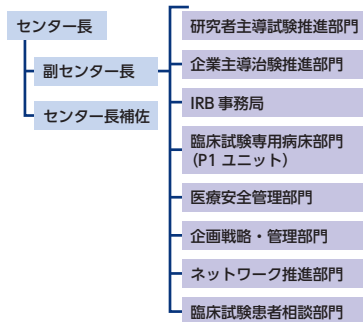 センター長
副センター長
センター長補佐
研究者主導試験推進部門
企業主導治験推進部門
IRB 事務局
臨床試験専用病床部門
（P1 ユニット）
医療安全管理部門
企画戦略・管理部門
ネットワーク推進部門
臨床試験患者相談部門